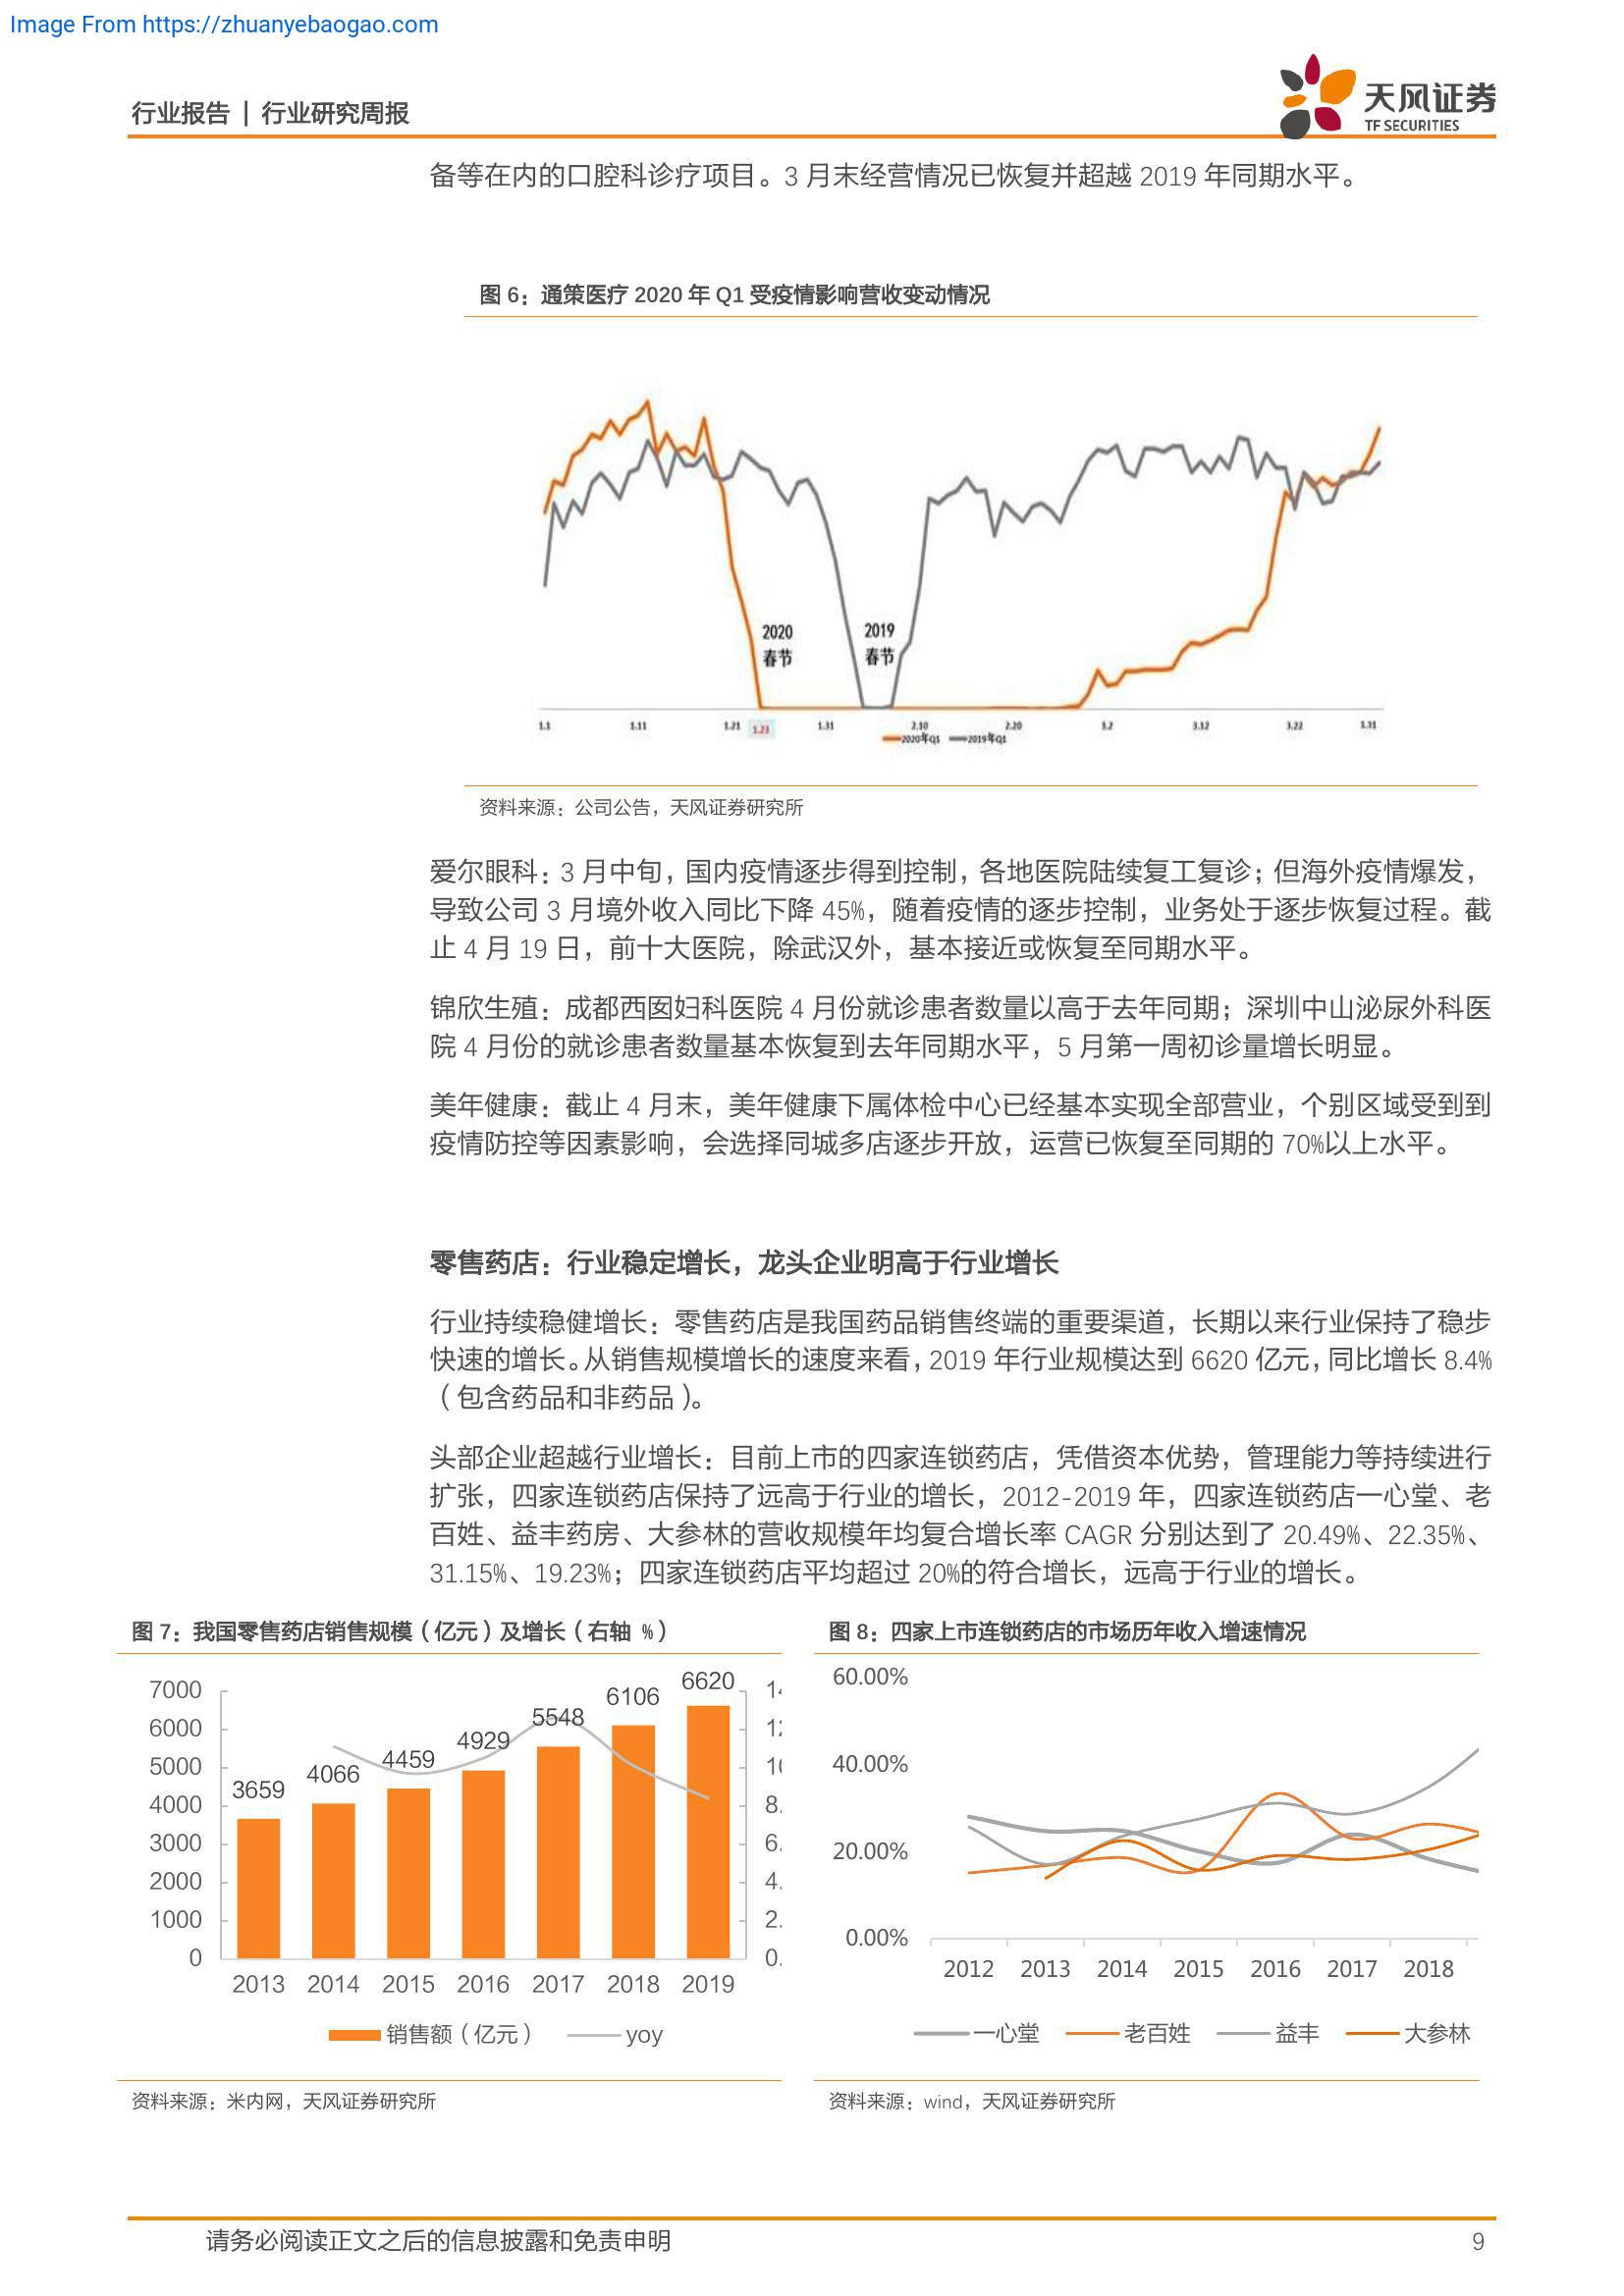 Image From https://zhuanyebaogao.com
行业报告 | 行业研究周报
天风证券
TF SECURITIES
备等在内的口腔科诊疗项目。3 月末经营情况已恢复并超越 2019 年同期水平。
图 6：通策医疗 2020 年 Q1 受疫情影响营收变动情况
2020
春节
2019
春节
1.1 1.11 1.21 1.23 1.31 2.10 2.20 3.2 3.12 3.22 3.31
2020年Q1 2019年Q1
资料来源：公司公告，天风证券研究所
爱尔眼科：3 月中旬，国内疫情逐步得到控制，各地医院陆续复工复诊；但海外疫情爆发，
导致公司 3 月境外收入同比下降 45%，随着疫情的逐步控制，业务处于逐步恢复过程。截
止 4 月 19 日，前十大医院，除武汉外，基本接近或恢复至同期水平。
锦欣生殖：成都西囡妇科医院 4 月份就诊患者数量以高于去年同期；深圳中山泌尿外科医
院 4 月份的就诊患者数量基本恢复到去年同期水平，5 月第一周初诊量增长明显。
美年健康：截止 4 月末，美年健康下属体检中心已经基本实现全部营业，个别区域受到到
疫情防控等因素影响，会选择同城多店逐步开放，运营已恢复至同期的 70%以上水平。
零售药店：行业稳定增长，龙头企业明高于行业增长
行业持续稳健增长：零售药店是我国药品销售终端的重要渠道，长期以来行业保持了稳步
快速的增长。从销售规模增长的速度来看，2019 年行业规模达到 6620 亿元，同比增长 8.4%
（包含药品和非药品）。
头部企业超越行业增长：目前上市的四家连锁药店，凭借资本优势，管理能力等持续进行
扩张，四家连锁药店保持了远高于行业的增长，2012-2019 年，四家连锁药店一心堂、老
百姓、益丰药房、大参林的营收规模年均复合增长率 CAGR 分别达到了 20.49%、22.35%、
31.15%、19.23%；四家连锁药店平均超过 20%的符合增长，远高于行业的增长。
图 7：我国零售药店销售规模（亿元）及增长（右轴 %）
7000
6000
5000
4000
3000
2000
1000
0
3659 4066 4459 4929 5548 6106 6620
8.
6.
4.
2.
0.
2013 2014 2015 2016 2017 2018 2019
销售额（亿元） yoy
资料来源：米内网，天风证券研究所
图 8：四家上市连锁药店的市场历年收入增速情况
60.00%
40.00%
20.00%
0.00%
2012 2013 2014 2015 2016 2017 2018
一心堂 老百姓 益丰 大参林
资料来源：wind，天风证券研究所
请务必阅读正文之后的信息披露和免责申明
9